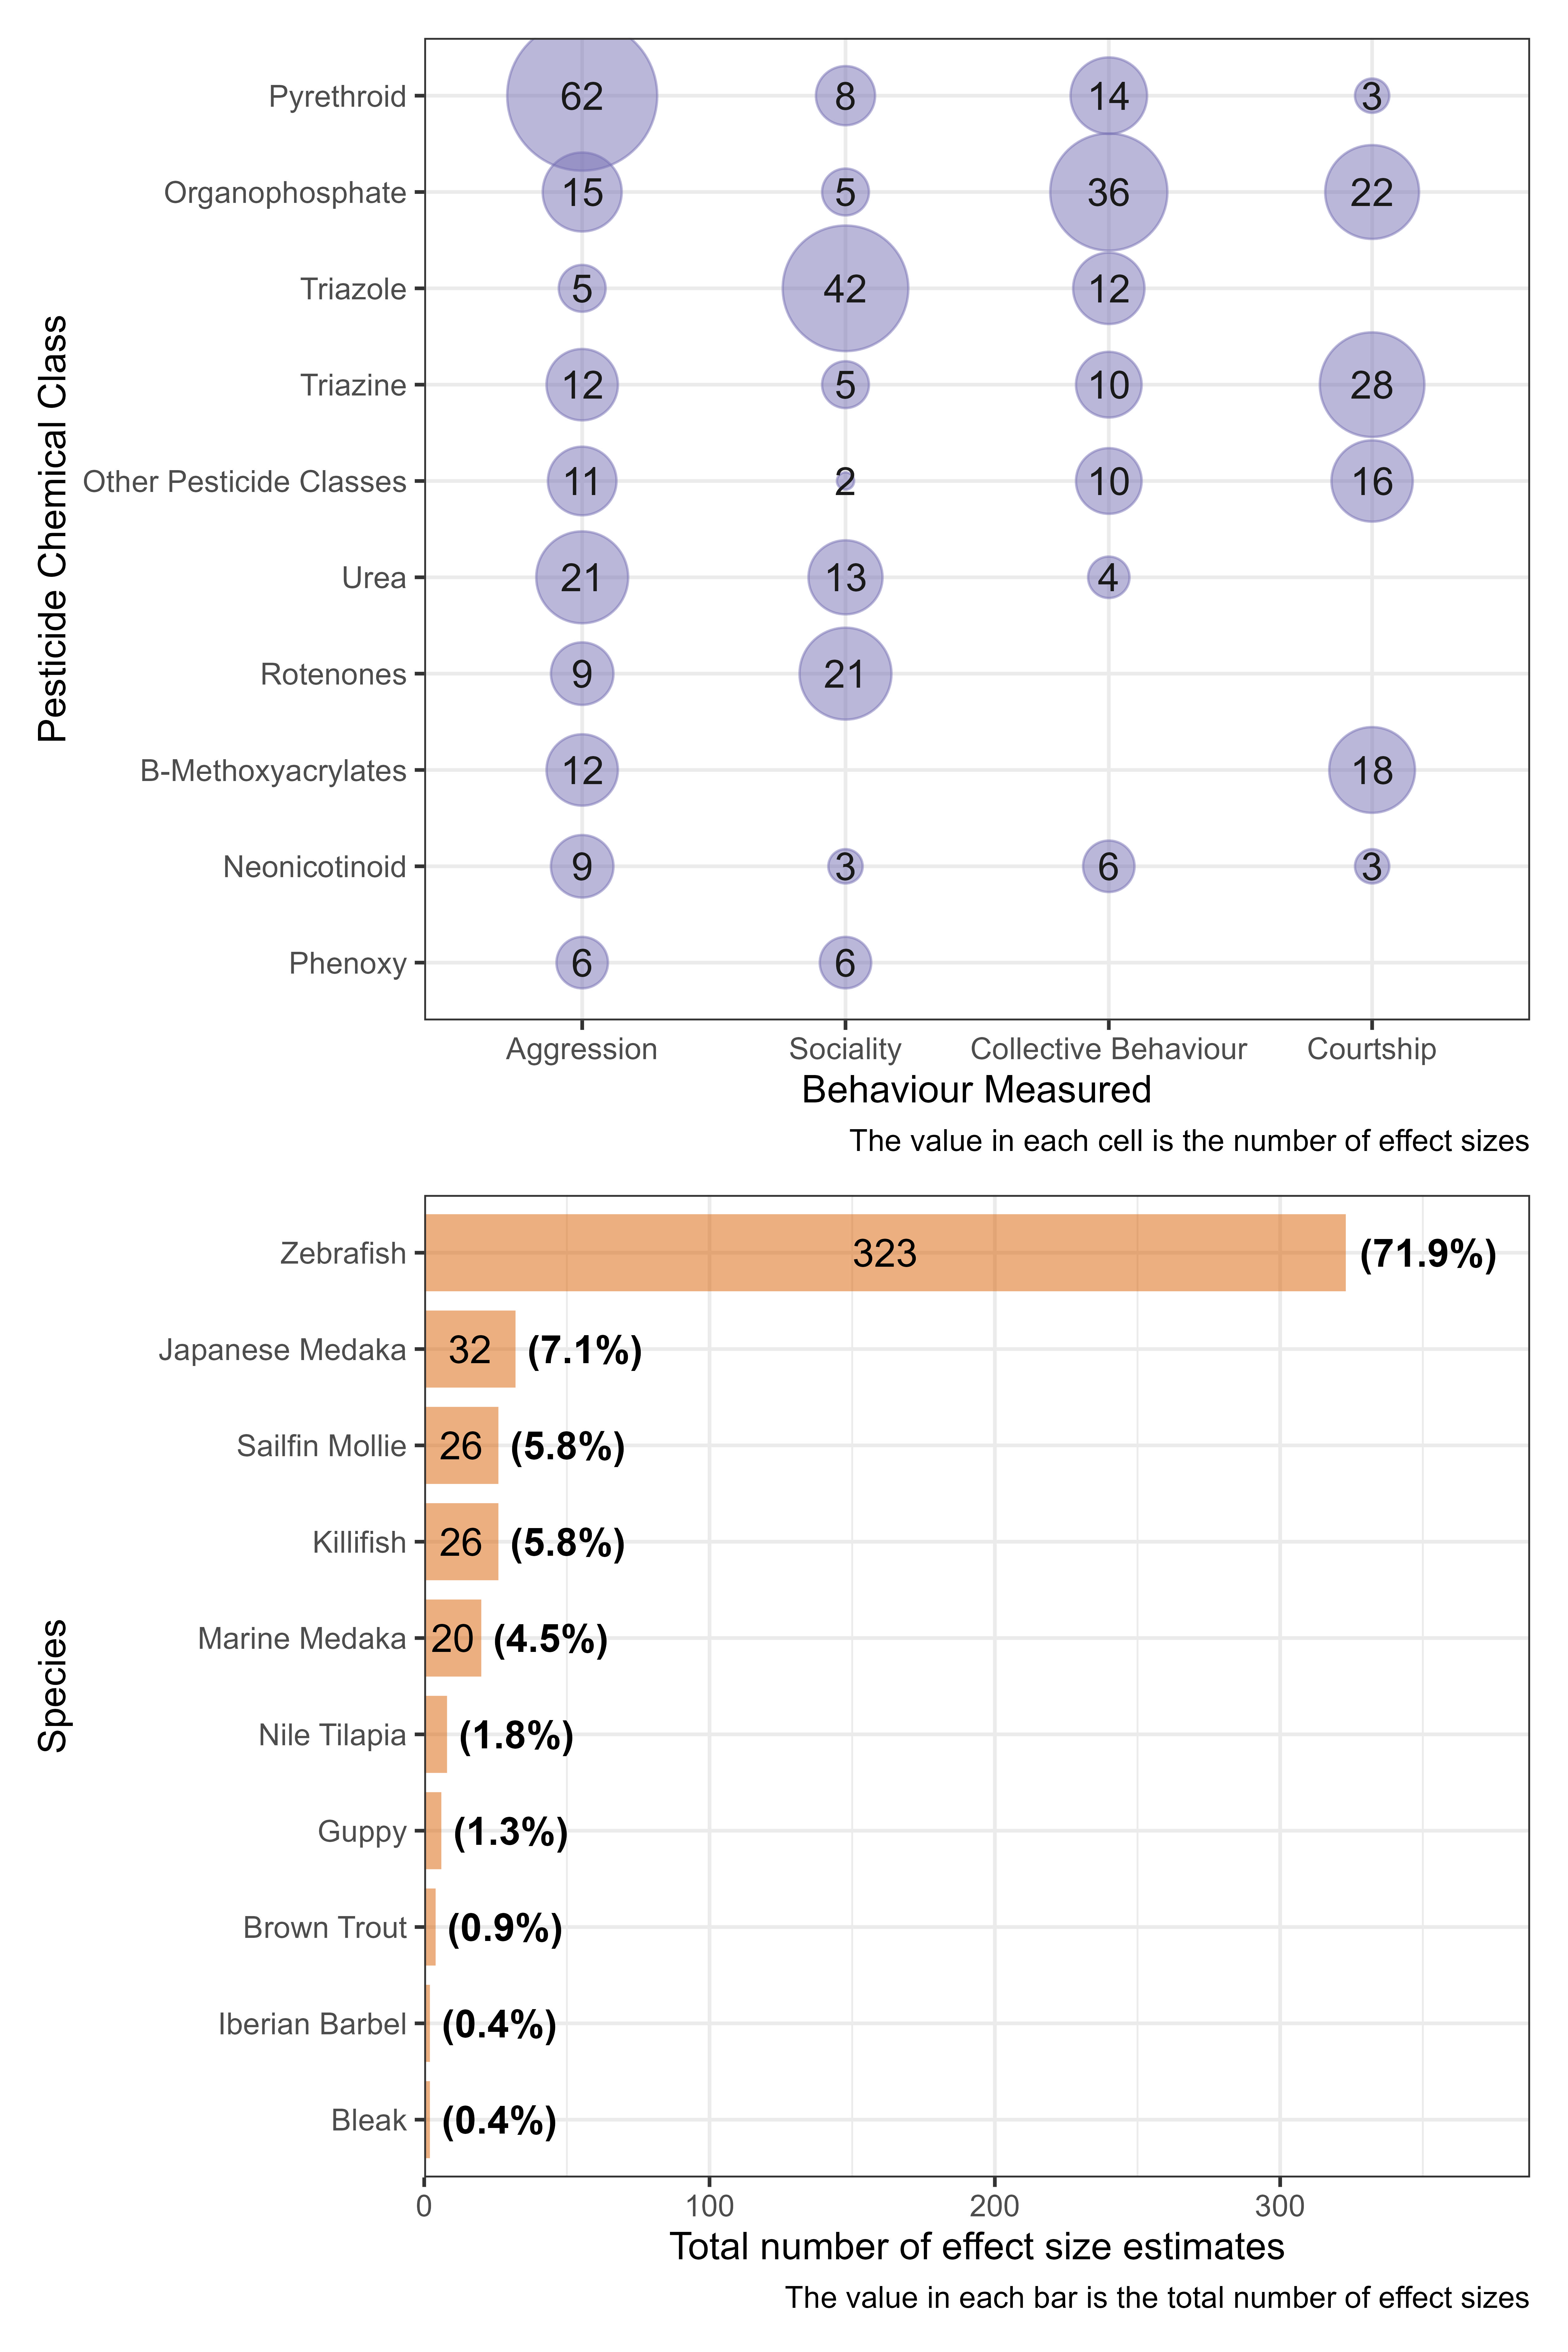 Pesticide Chemical Class
Pyrethroid 62 8 14 3
Organophosphate 15 5 36 22
Triazole 5 42 12
Triazine 12 5 10 28
Other Pesticide Classes 11 2 10 16
Urea 21 13 4
Rotenones 9 21
B-Methoxyacrylates 12 18
Neonicotinoid 9 3 6 3
Phenoxy 6 6
Aggression Sociality Collective Behaviour Courtship
Behaviour Measured
The value in each cell is the number of effect sizes
Species
Zebrafish 323 (71.9%)
Japanese Medaka 32 (7.1%)
Sailfin Mollie 26 (5.8%)
Killifish 26 (5.8%)
Marine Medaka 20 (4.5%)
Nile Tilapia (1.8%)
Guppy (1.3%)
Brown Trout (0.9%)
Iberian Barbel (0.4%)
Bleak (0.4%)
0 100 200 300
Total number of effect size estimates
The value in each bar is the total number of effect sizes